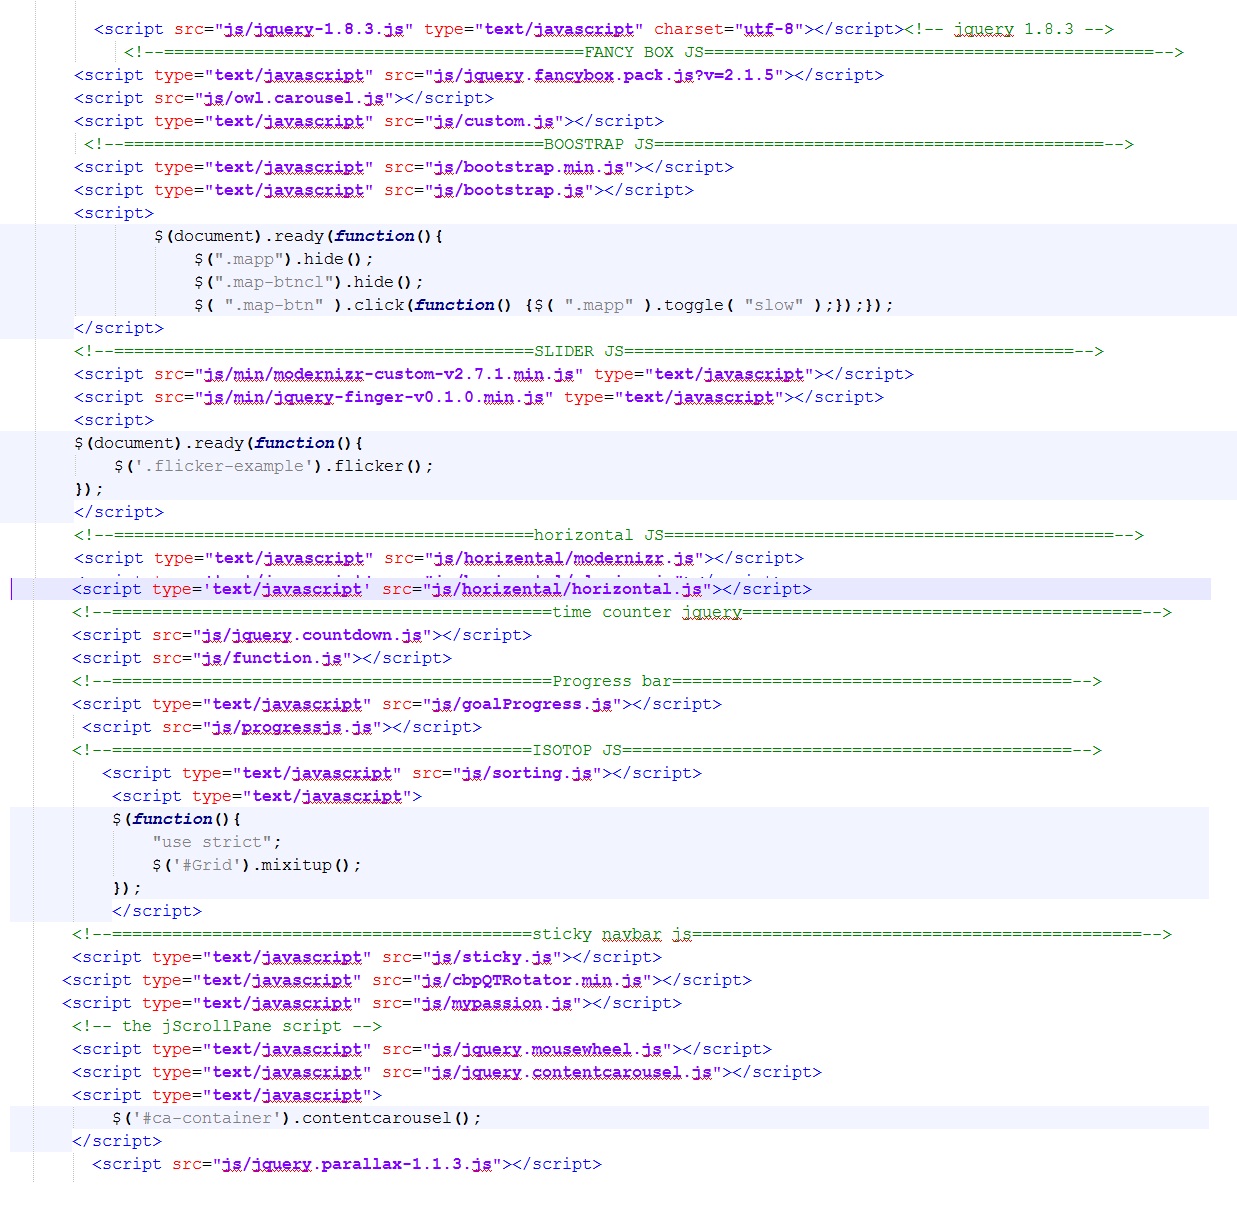 <script src="js/jquery-1.8.3.js" type="text/javascript" charset="utf-8"></script><!-- jquery 1.8.3 -->
<!--==========================================FANCY BOX JS=============================================-->
<script type="text/javascript" src="js/jquery.fancybox.pack.js?v=2.1.5"></script>
<script src="js/owl.carousel.js"></script>
<script type="text/javascript" src="js/custom.js"></script>
<!--==========================================BOOSTRAP JS=============================================-->
<script type="text/javascript" src="js/bootstrap.min.js"></script>
<script type="text/javascript" src="js/bootstrap.js"></script>
<script>
$(document).ready(function(){
$(".mapp").hide();
$(".map-btncl").hide();
$( ".map-btn" ).click(function() {$( ".mapp" ).toggle( "slow" );});});
</script>
<!--==========================================SLIDER JS=============================================-->
<script src="js/min/modernizr-custom-v2.7.1.min.js" type="text/javascript"></script>
<script src="js/min/jquery-finger-v0.1.0.min.js" type="text/javascript"></script>
<script>
$(document).ready(function(){
$('.flicker-example').flicker();
});
</script>
<!--==========================================horizontal JS=============================================-->
<script type="text/javascript" src="js/horizental/modernizr.js"></script>
<script type='text/javascript' src="js/horizental/horizontal.js"></script>
<!--============================================time counter jquery========================================-->
<script src="js/jquery.countdown.js"></script>
<script src="js/function.js"></script>
<!--============================================Progress bar========================================-->
<script type="text/javascript" src="js/goalProgress.js"></script>
<script src="js/progressjs.js"></script>
<!--==========================================ISOTOP JS=============================================-->
<script type="text/javascript" src="js/sorting.js"></script>
<script type="text/javascript">
$(function(){
"use strict";
$('#Grid').mixitup();
});
</script>
<!--==========================================sticky navbar js=============================================-->
<script type="text/javascript" src="js/sticky.js"></script>
<script type="text/javascript" src="js/cbpQTRotator.min.js"></script>
<script type="text/javascript" src="js/mypassion.js"></script>
<!-- the jScrollPane script -->
<script type="text/javascript" src="js/jquery.mousewheel.js"></script>
<script type="text/javascript" src="js/jquery.contentcarousel.js"></script>
<script type="text/javascript">
$('#ca-container').contentcarousel();
</script>
<script src="js/jquery.parallax-1.1.3.js"></script>